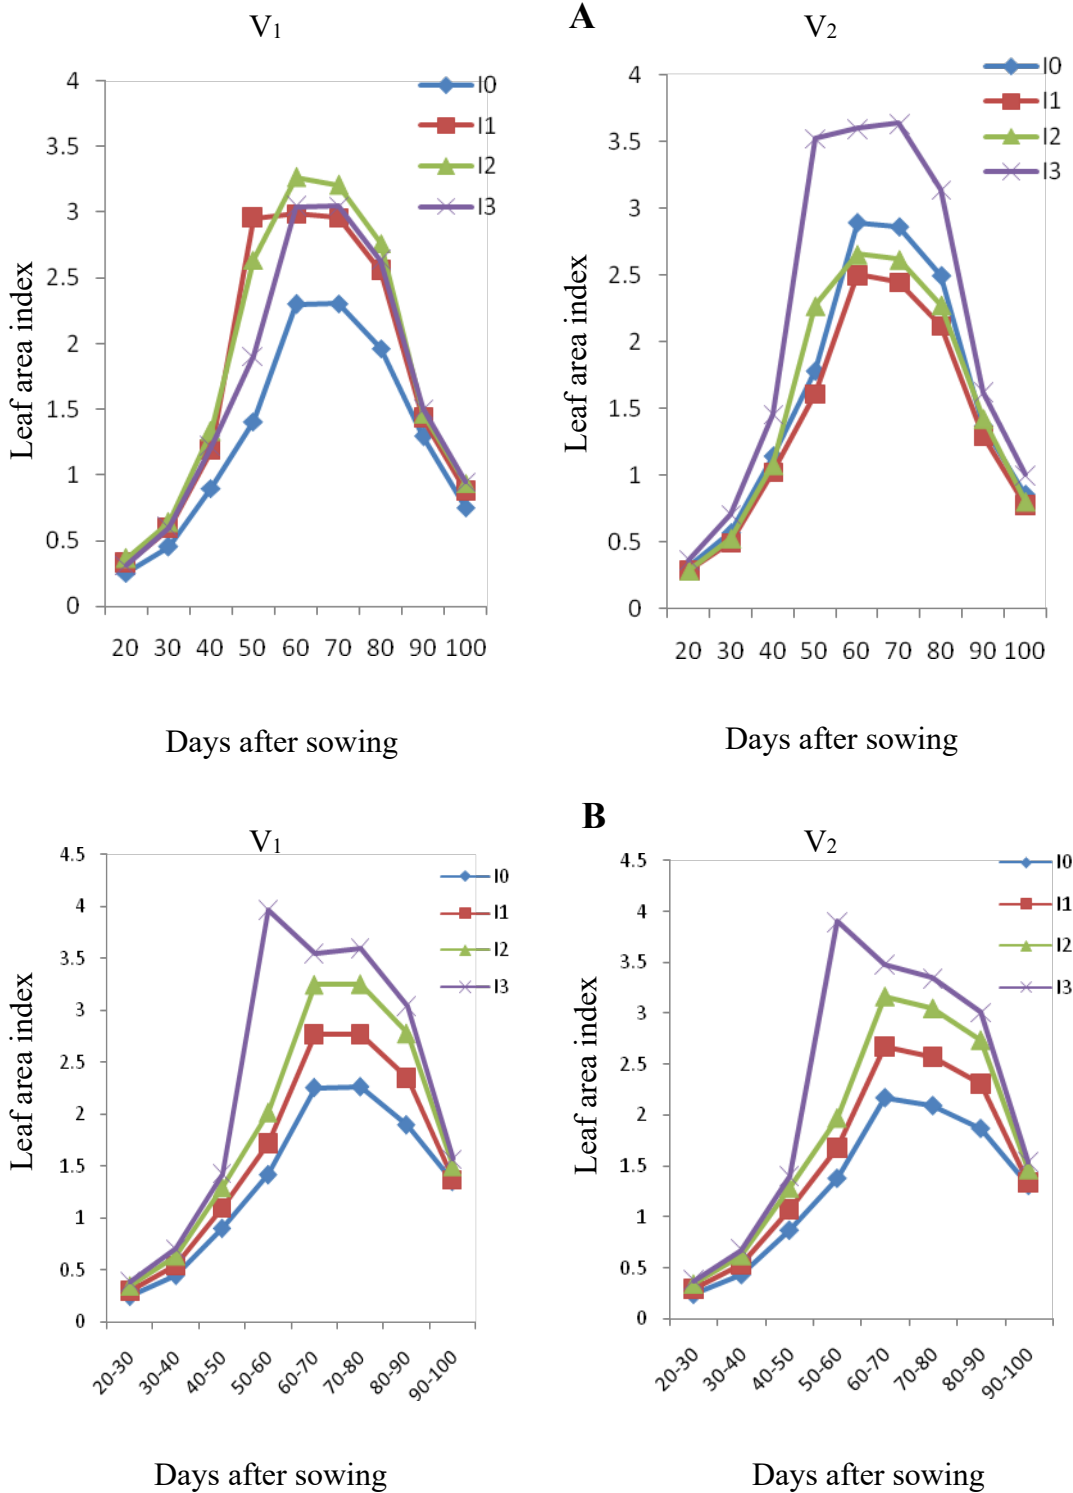 A
V1
V2
4
3.5
3
2.5
2
1.5
1
0.5
0
I0
I1
I2
I3
Leaf area index
20 30 40 50 60 70 80 90 100
Days after sowing
4
3.5
3
2.5
2
1.5
1
0.5
0
I0
I1
I2
I3
Leaf area index
20 30 40 50 60 70 80 90 100
Days after sowing
B
V1
V2
4.5
4
3.5
3
2.5
2
1.5
1
0.5
0
I0
I1
I2
I3
Leaf area index
20-30 30-40 40-50 50-60 60-70 70-80 80-90 90-100
Days after sowing
4.5
4
3.5
3
2.5
2
1.5
1
0.5
0
I0
I1
I2
I3
Leaf area index
20-30 30-40 40-50 50-60 60-70 70-80 80-90 90-100
Days after sowing